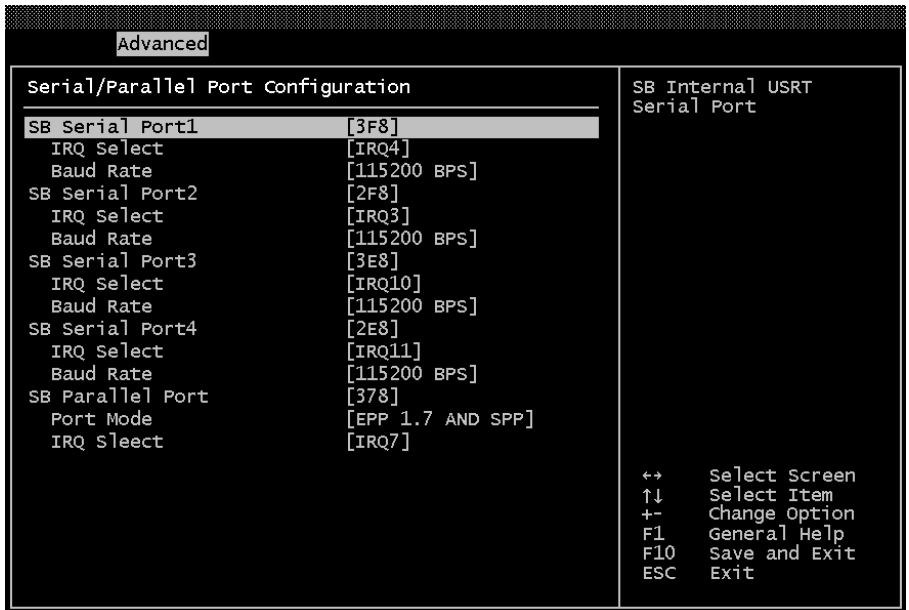 Advanced
Serial/Parallel Port Configuration
SB Serial Port1 [3F8]
IRQ Select [IRQ4]
Baud Rate [115200 BPS]
SB Serial Port2 [2F8]
IRQ Select [IRQ3]
Baud Rate [115200 BPS]
SB Serial Port3 [3E8]
IRQ Select [IRQ10]
Baud Rate [115200 BPS]
SB Serial Port4 [2E8]
IRQ Select [IRQ11]
Baud Rate [115200 BPS]
SB Parallel Port [378]
Port Mode [EPP 1.7 AND SPP]
IRQ Sleect [IRQ7]
SB Internal USRT
Serial Port
↔ Select Screen
↑↓ Select Item
+- Change Option
F1 General Help
F10 Save and Exit
ESC Exit